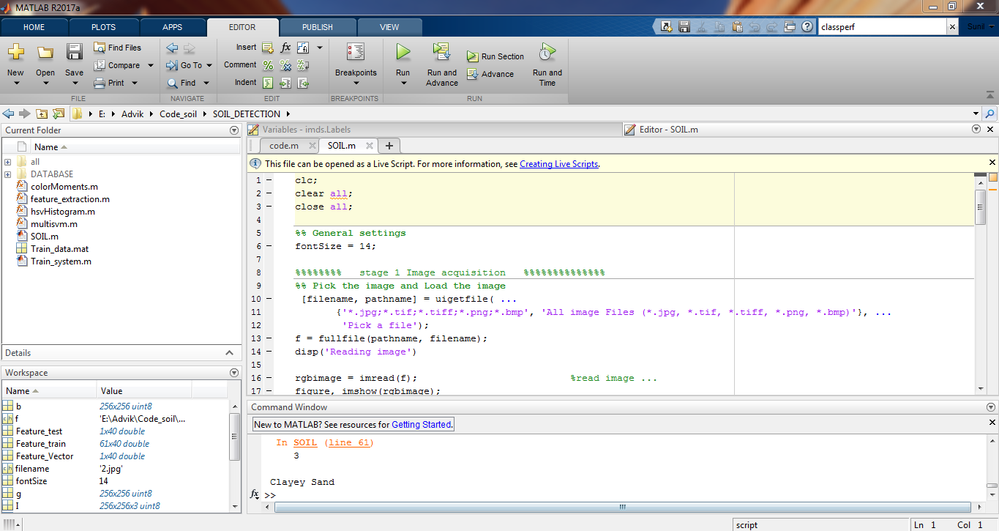 MATLAB R2017a
HOME PLOTS APPS EDITOR PUBLISH VIEW
classperf
Sunil
New
Open
Save
Find Files
Compare
Print
FILE
Go To
Find
NAVIGATE
Insert fx
Comment
Indent
EDIT
Breakpoints
BREAKPOINTS
Run
Run and
Advance
Run Section
Advance
Run and
Time
RUN
E: Advik Code_soil SOIL_DETECTION
Current Folder
Name
all
DATABASE
colorMoments.m
feature_extraction.m
hsvHistogram.m
multisvm.m
SOIL.m
Train_data.mat
Train_system.m
Details
Workspace
Name Value
b 256x256 uint8
f 'E:\Advik\Code_soil\...
Feature_test 1x40 double
Feature_train 61x40 double
Feature_Vector 1x40 double
filename '2.jpg'
fontSize 14
g 256x256 uint8
I 256x256x3 uint8
Variables - imds.Labels
Editor - SOIL.m
code.m SOIL.m
This file can be opened as a Live Script. For more information, see Creating Live Scripts.
1 clc;
2 clear all;
3 close all;
4
5 %% General settings
6 fontSize = 14;
7
8 %%%%%%%% stage 1 Image acquisition %%%%%%%%%%%%%%
9 %% Pick the image and Load the image
10 [filename, pathname] = uigetfile( ...
11 {'*.jpg;*.tif;*.tiff;*.png;*.bmp', 'All image Files (*.jpg, *.tif, *.tiff, *.png, *.bmp)'}, ...
12 'Pick a file');
13 f = fullfile(pathname, filename);
14 disp('Reading image')
15
16 rgbimage = imread(f); %read image ...
17 figure, imshow(rgbimage);
Command Window
New to MATLAB? See resources for Getting Started.
In SOIL (line 61)
3
Clayey Sand
fx >>
script
Ln 1 Col 1